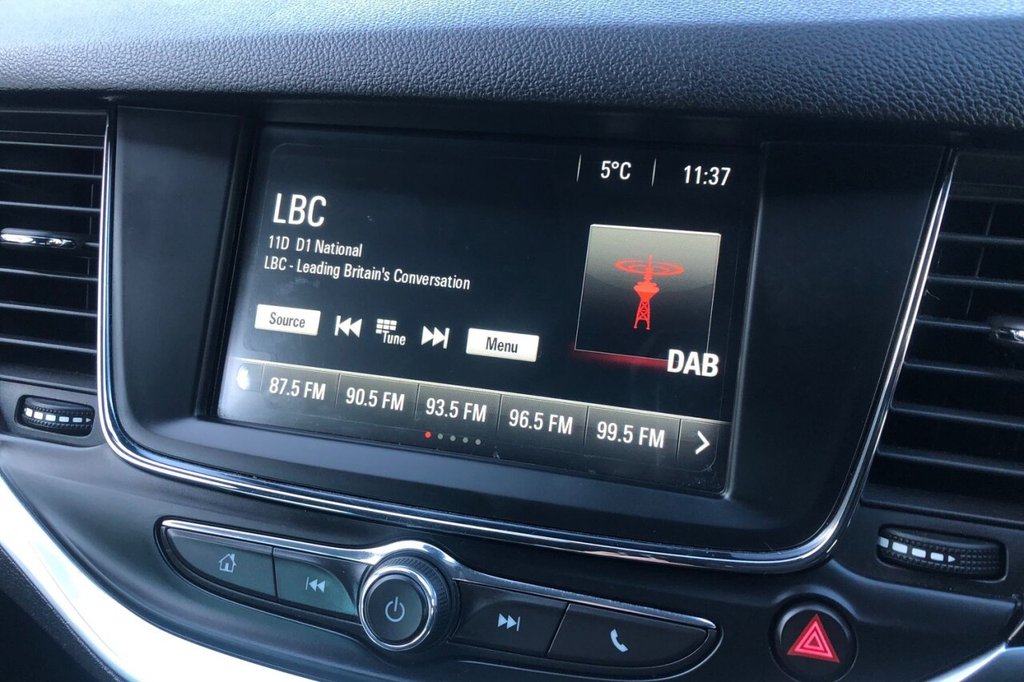 5°C 11:37
LBC
11D D1 National
LBC - Leading Britain's Conversation
Source Tune Menu
DAB
87.5 FM 90.5 FM 93.5 FM 96.5 FM 99.5 FM